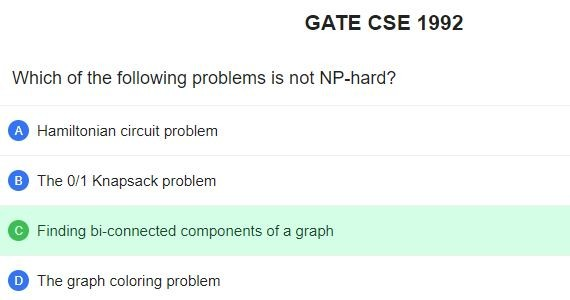 GATE CSE 1992
Which of the following problems is not NP-hard?
A Hamiltonian circuit problem
B The 0/1 Knapsack problem
C Finding bi-connected components of a graph
D The graph coloring problem